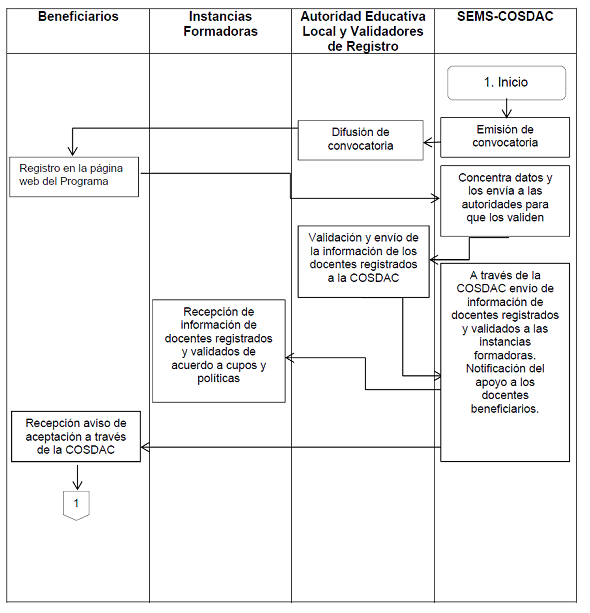 Beneficiarios
Instancias
Formadoras
Autoridad Educativa
Local y Validadores
de Registro
SEMS-COSDAC
1. Inicio
Emisión de
convocatoria
Difusión de
convocatoria
Registro en la página
web del Programa
Concentra datos y
los envía a las
autoridades para
que los validen
Validación y envío de
la información de los
docentes registrados
a la COSDAC
A través de la
COSDAC envío de
información de
docentes registrados
y validados a las
instancias
formadoras.
Notificación del
apoyo a los
docentes
beneficiarios.
Recepción de
información de
docentes registrados
y validados de
acuerdo a cupos y
políticas
Recepción aviso de
aceptación a través
de la COSDAC
1